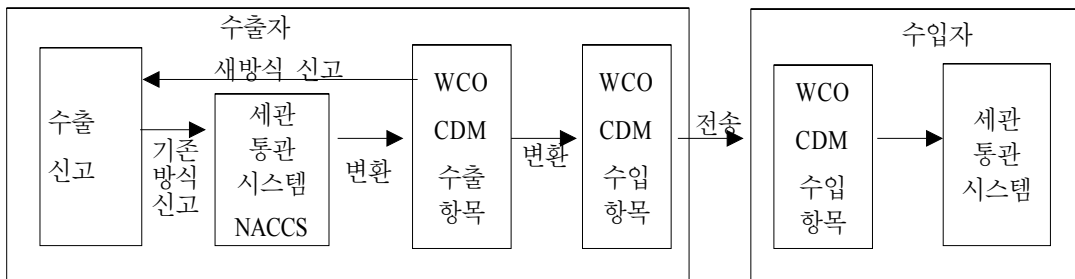 수출자
수입자
새방식 신고
수출
신고
기존
방식
신고
세관
통관
시스템
NACCS
변환
WCO
CDM
수출
항목
변환
WCO
CDM
수입
항목
전송
WCO
CDM
수입
항목
세관
통관
시스템